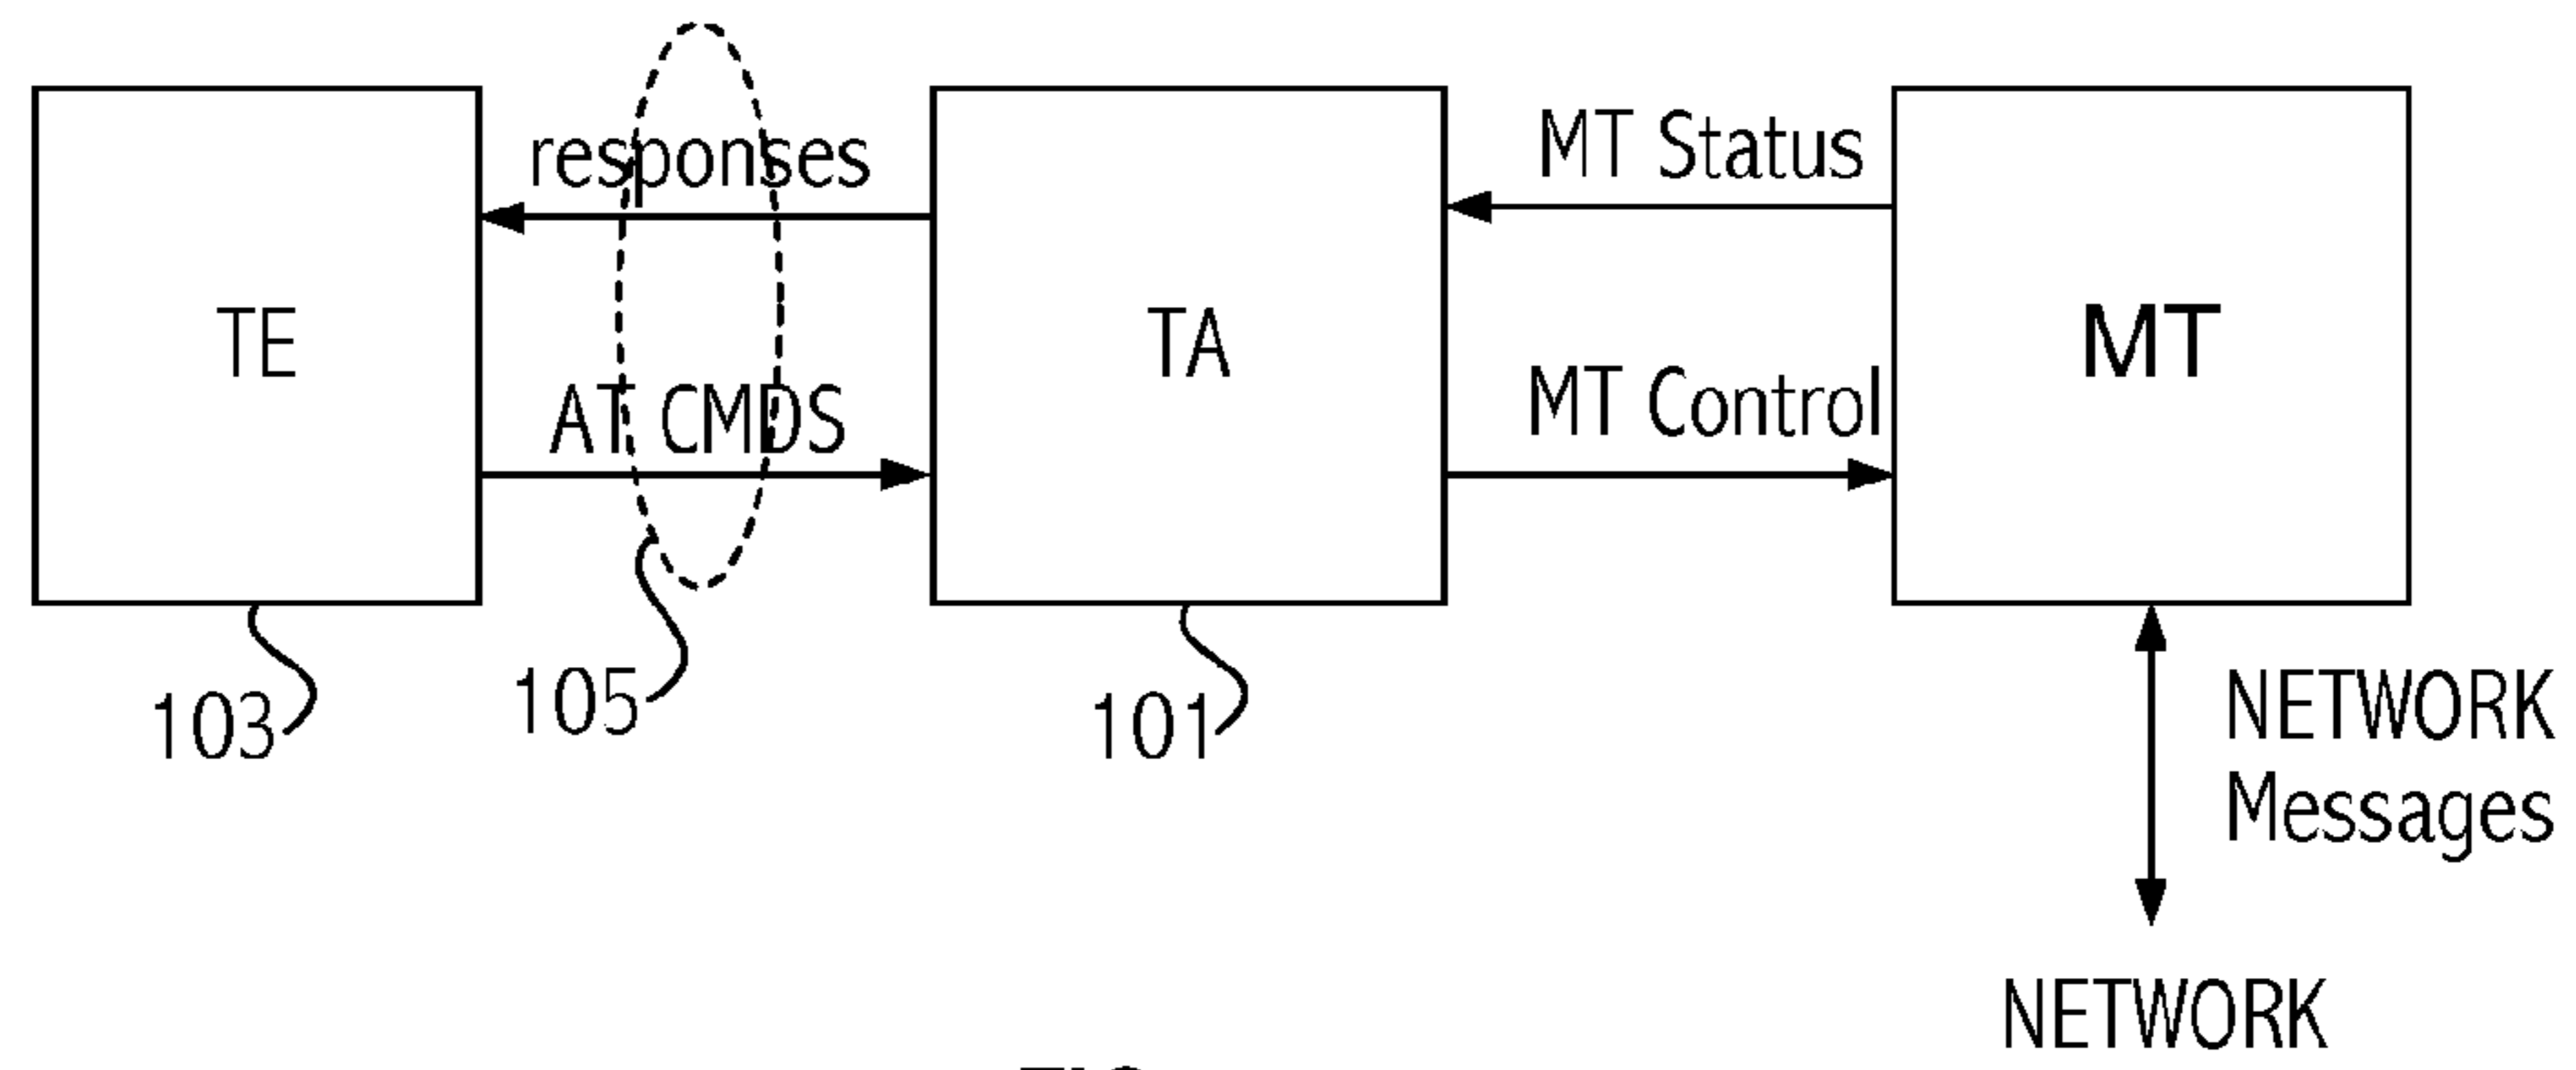 responses
MT Status
TE
TA
MT
AT CMDS
MT Control
103
105
101
NETWORK
Messages
NETWORK